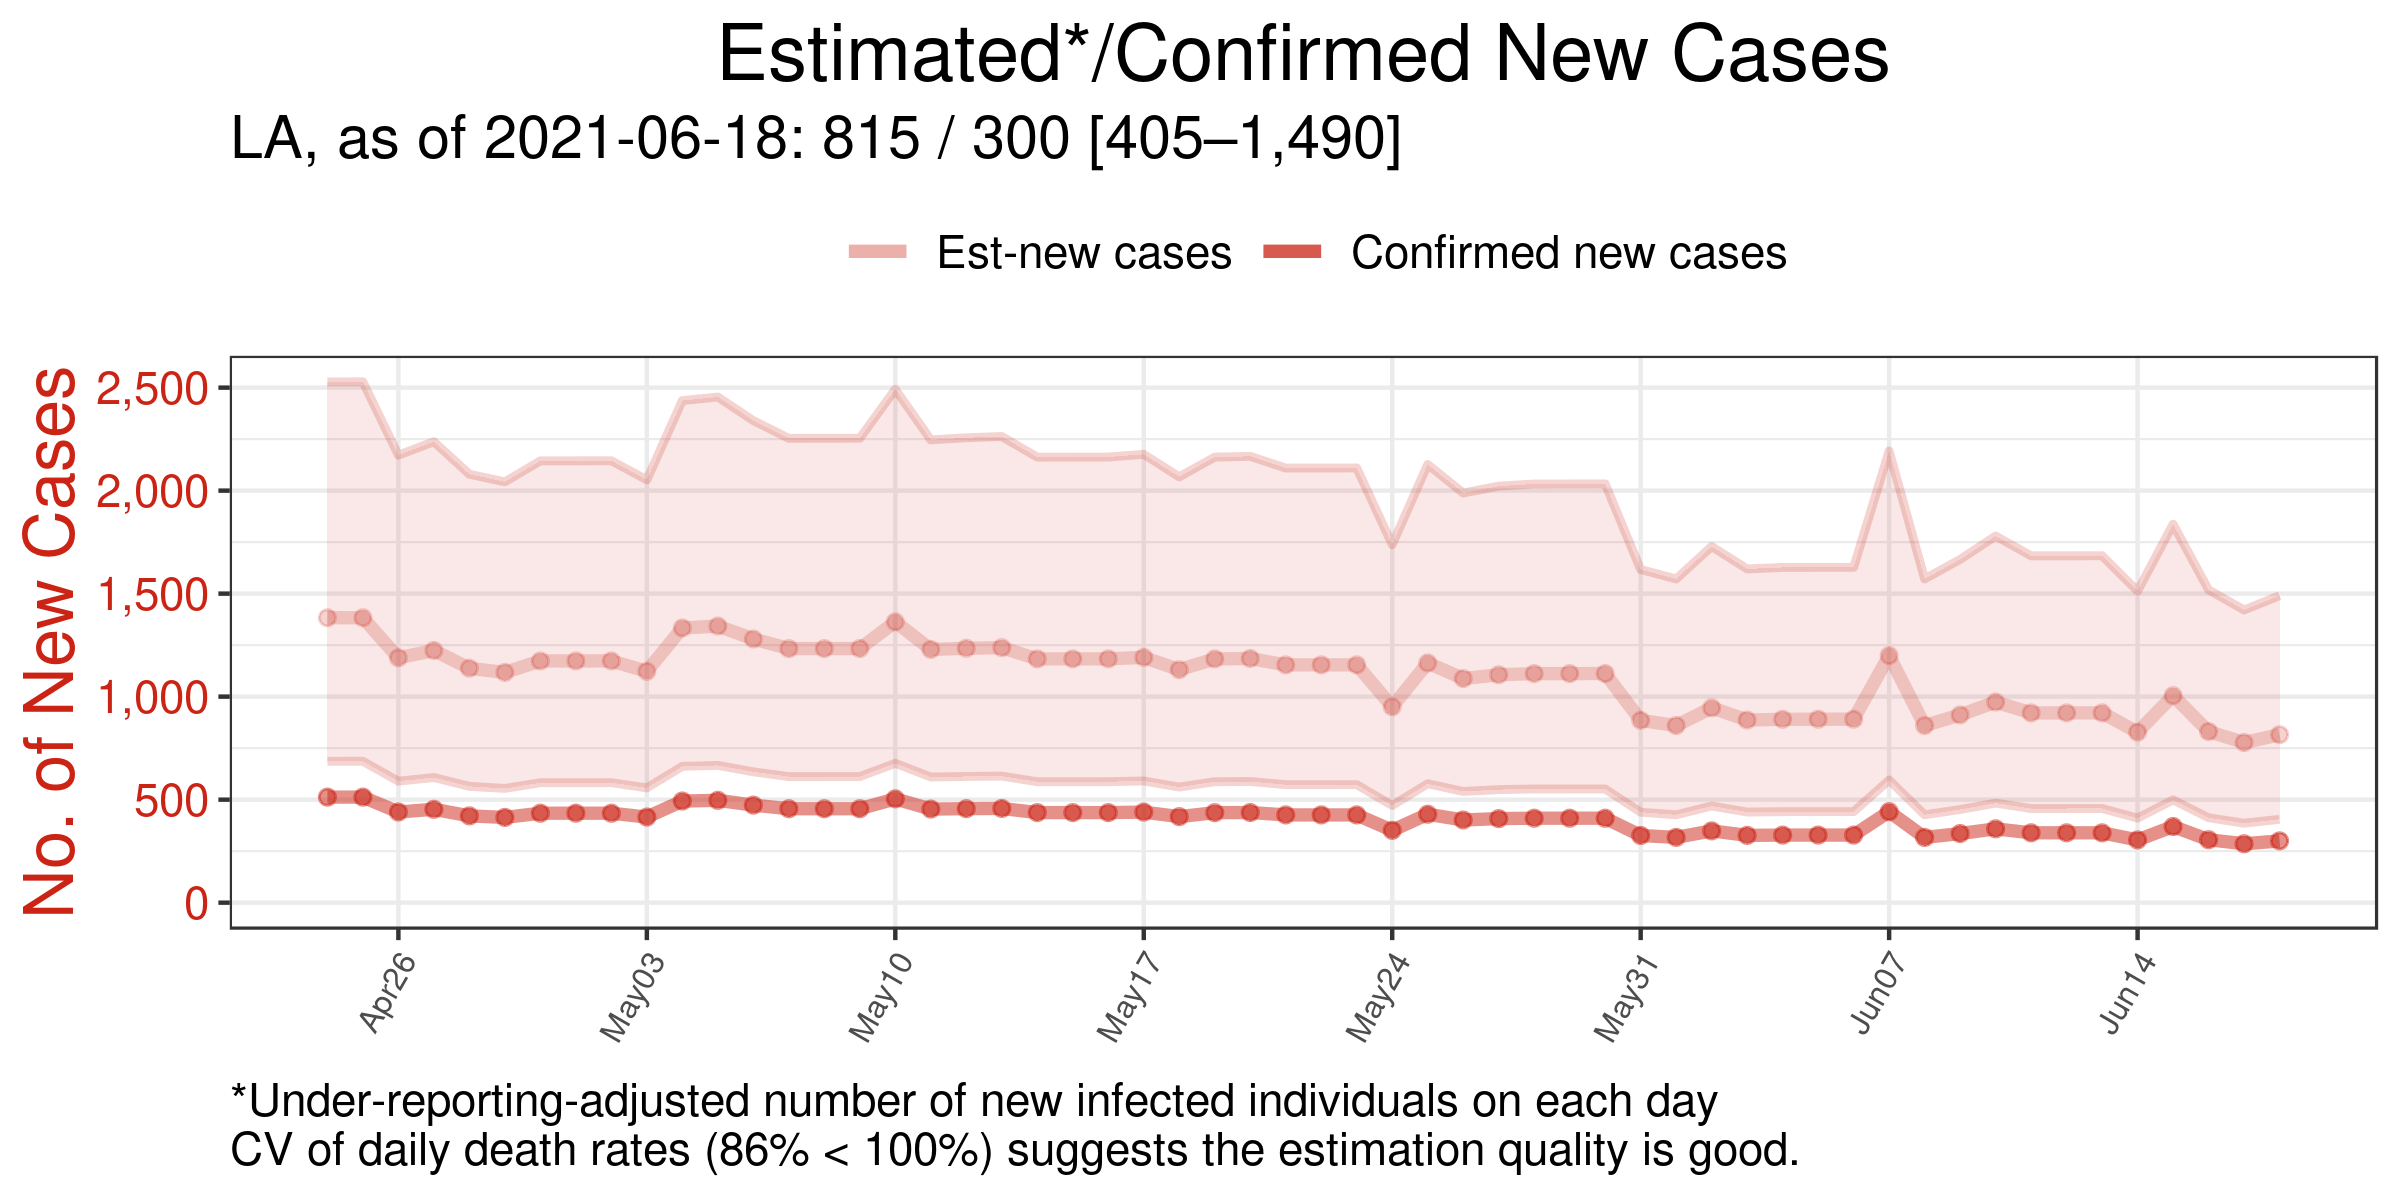 Estimated*/Confirmed New Cases
LA, as of 2021-06-18: 815 / 300 [405–1,490]
Est-new cases Confirmed new cases
No. of New Cases
2,500
2,000
1,500
1,000
500
0
Apr26 May03 May10 May17 May24 May31 Jun07 Jun14
*Under-reporting-adjusted number of new infected individuals on each day
CV of daily death rates (86% < 100%) suggests the estimation quality is good.